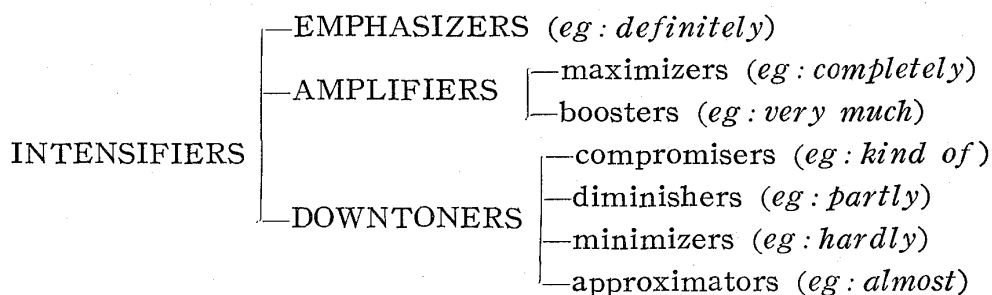 EMPHASIZERS (eg : definitely)
AMPLIFIERS
maximizers (eg : completely)
boosters (eg : very much)
INTENSIFIERS
DOWNTONERS
compromisers (eg : kind of)
diminishers (eg : partly)
minimizers (eg : hardly)
approximators (eg : almost)